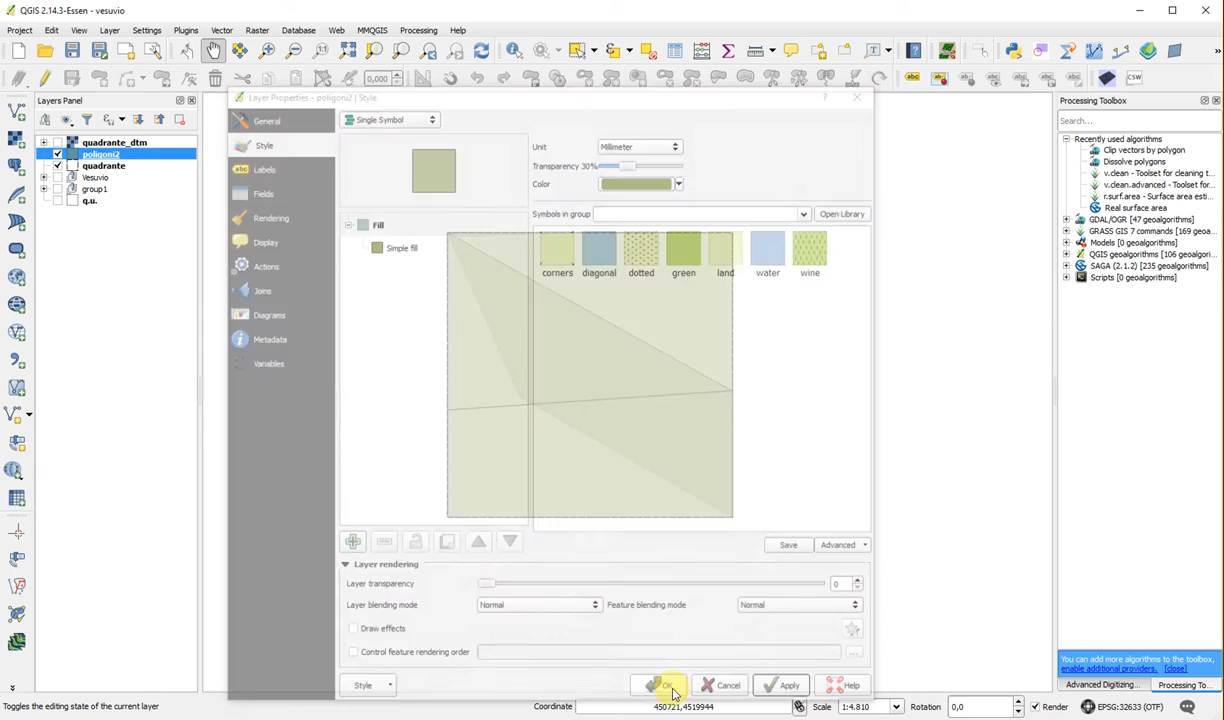 QGIS 2.14.3-Essen - vesuvio
Project Edit View Layer Settings Plugins Vector Raster Database Web MMQGIS Processing Help
0,000
CSW
Layers Panel
quadrante_dtm
poligoni2
quadrante
Vesuvio
group1
q.u.
Layer Properties - poligoni2 | Style
General
Style
Labels
Fields
Rendering
Display
Actions
Joins
Diagrams
Metadata
Variables
Single Symbol
Fill
Simple fill
Unit Millimeter
Transparency 30%
Color
Symbols in group Open Library
corners diagonal dotted green land water wine
Save Advanced
Layer rendering
Layer transparency 0
Layer blending mode Normal Feature blending mode Normal
Draw effects
Control feature rendering order ...
Style OK Cancel Apply Help
Processing Toolbox
Search...
Recently used algorithms
Clip vectors by polygon
Dissolve polygons
v.clean - Toolset for cleaning t
v.clean.advanced - Toolset for
r.surf.area - Surface area esti
Real surface area
GDAL/OGR [47 geoalgorithms]
GRASS GIS 7 commands [169 geoa
Models [0 geoalgorithms]
QGIS geoalgorithms [106 geoalgo
SAGA (2.1.2) [235 geoalgorithms]
Scripts [0 geoalgorithms]
You can add more algorithms to the toolbox,
enable additional providers. [close]
Advanced Digitizing... Processing To...
Toggles the editing state of the current layer
Coordinate 450721,4519944 Scale 1:4.810 Rotation 0,0 Render EPSG:32633 (OTF)